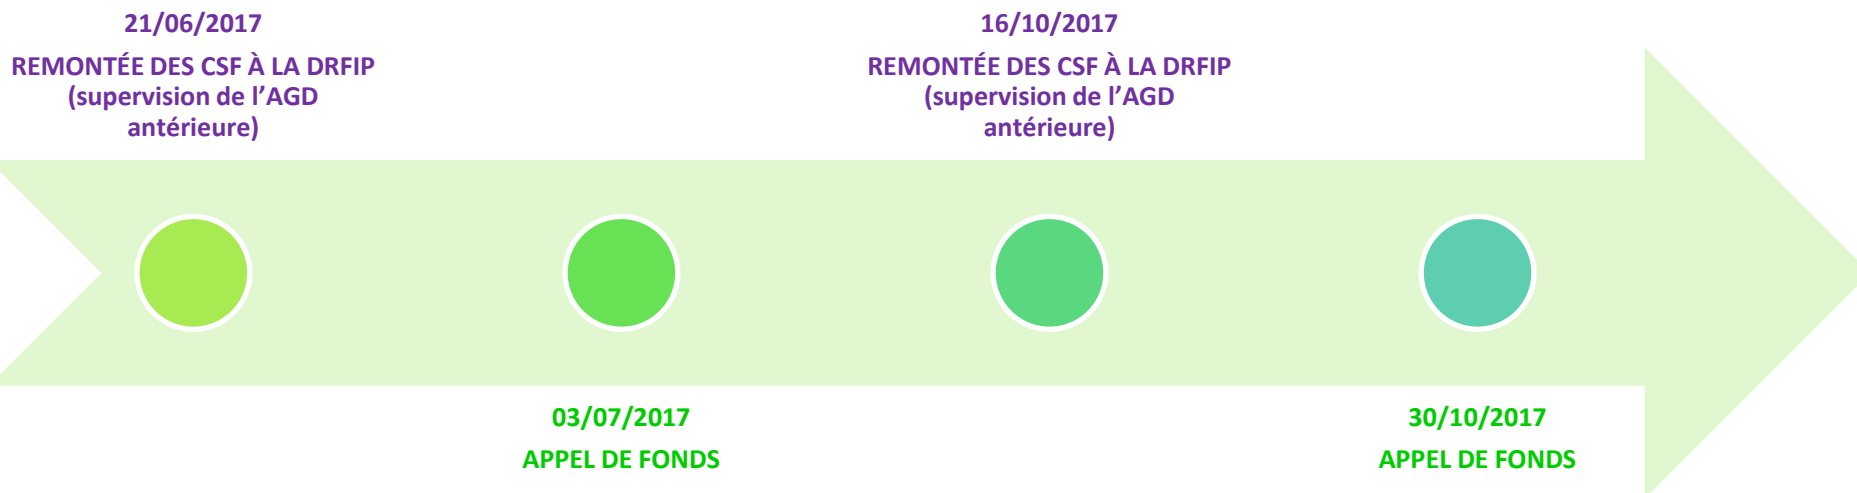 21/06/2017
REMONTÉE DES CSF À LA DRFIP
(supervision de l’AGD
antérieure)
03/07/2017
APPEL DE FONDS
16/10/2017
REMONTÉE DES CSF À LA DRFIP
(supervision de l’AGD
antérieure)
30/10/2017
APPEL DE FONDS